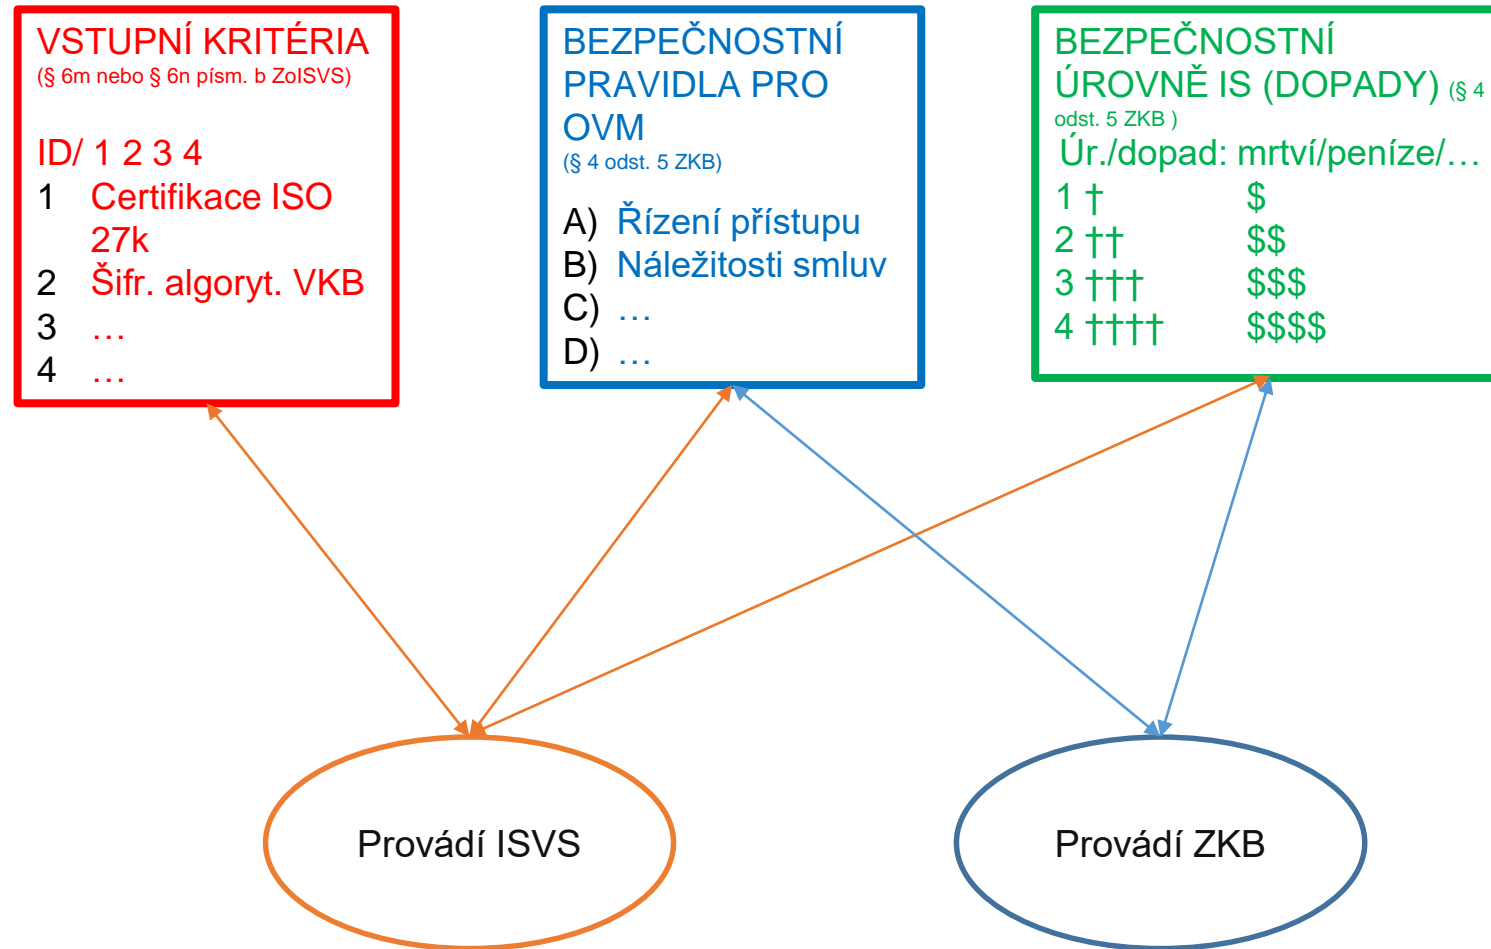 VSTUPNÍ KRITÉRIA
(§ 6m nebo § 6n písm. b ZoISVS)
ID/ 1 2 3 4
1 Certifikace ISO
27k
2 Šifr. algoryt. VKB
3 …
4 …
BEZPEČNOSTNÍ
PRAVIDLA PRO
OVM
(§ 4 odst. 5 ZKB)
A) Řízení přístupu
B) Náležitosti smluv
C) …
D) …
BEZPEČNOSTNÍ
ÚROVNĚ IS (DOPADY) (§ 4
odst. 5 ZKB )
Úr./dopad: mrtví/peníze/…
1 † $
2 †† $$
3 ††† $$$
4 †††† $$$$
Provádí ISVS
Provádí ZKB